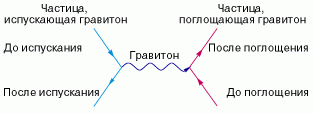 Частица,
испускающая гравитон
Частица,
поглощающая гравитон
До испускания
Гравитон
После поглощения
После испускания
До поглощения